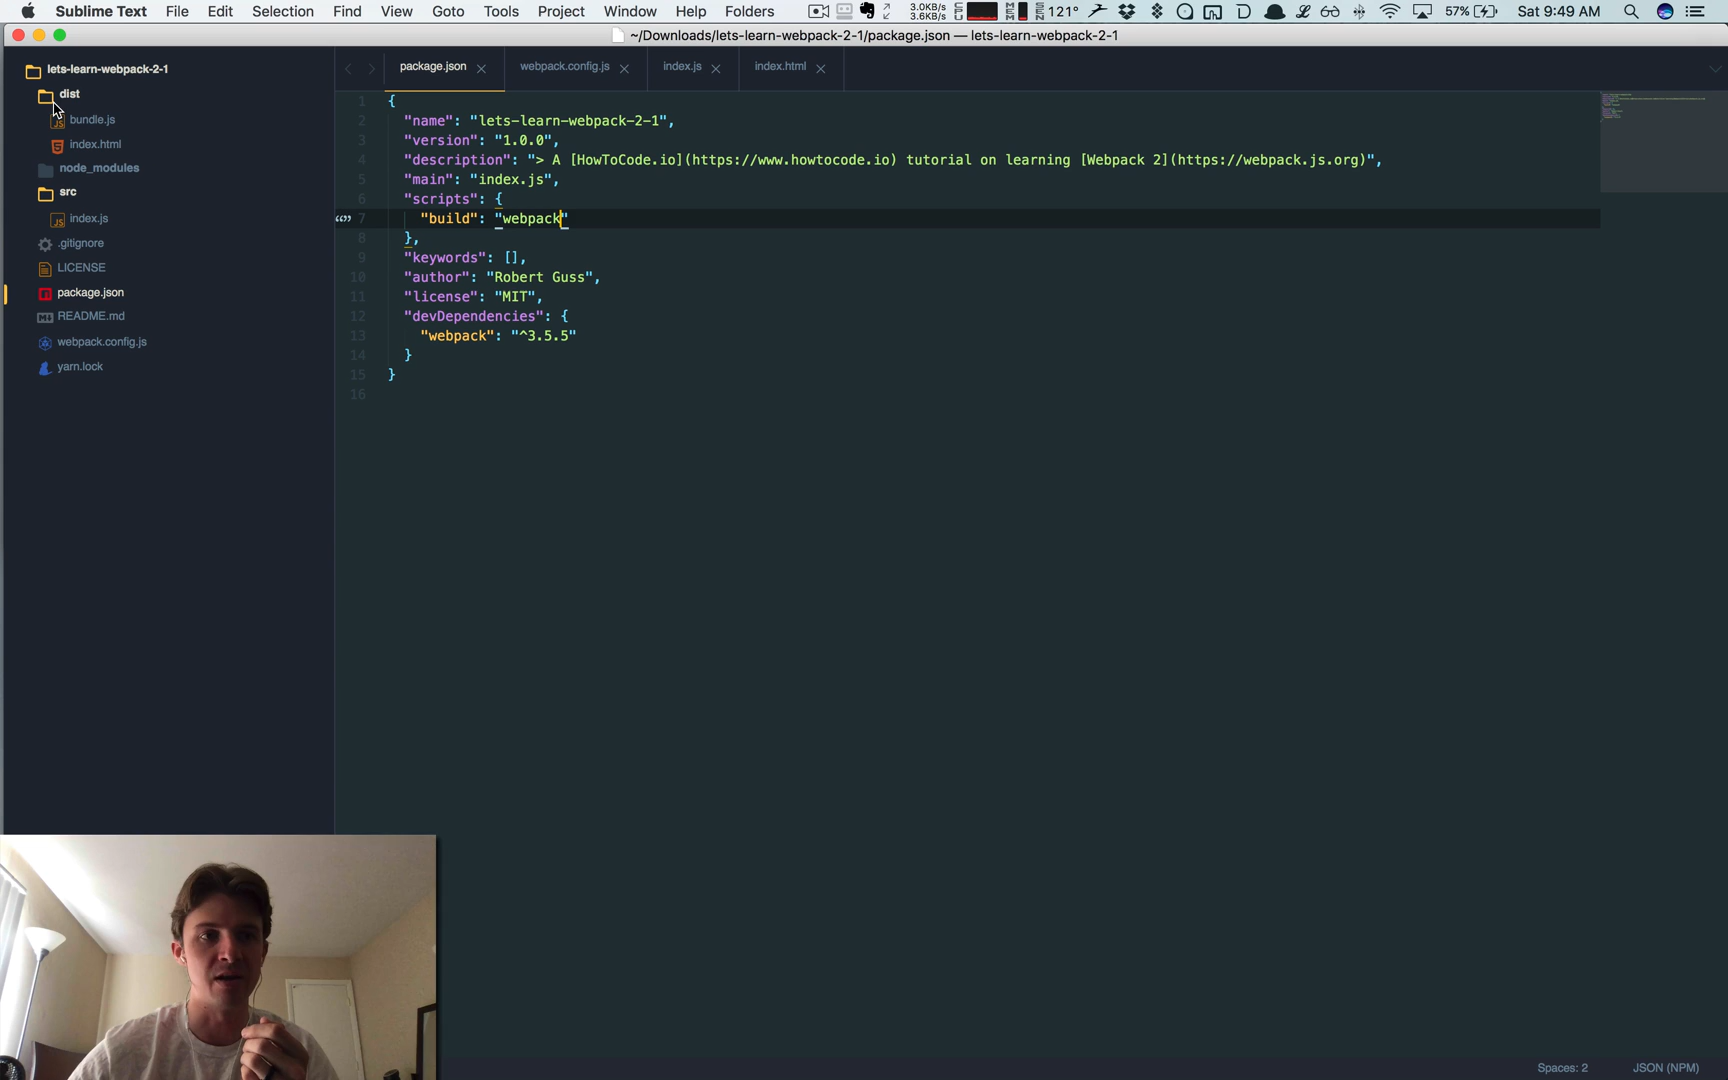 Sublime Text File Edit Selection Find View Goto Tools Project Window Help Folders 3.0KB/s 3.6KB/s CPU MEM SEN 121° 57% Sat 9:49 AM
~/Downloads/lets-learn-webpack-2-1/package.json — lets-learn-webpack-2-1
lets-learn-webpack-2-1
dist
bundle.js
index.html
node_modules
src
index.js
.gitignore
LICENSE
package.json
README.md
webpack.config.js
yarn.lock
package.json webpack.config.js index.js index.html
1 {
2 "name": "lets-learn-webpack-2-1",
3 "version": "1.0.0",
4 "description": "> A [HowToCode.io](https://www.howtocode.io) tutorial on learning [Webpack 2](https://webpack.js.org)",
5 "main": "index.js",
6 "scripts": {
7 "build": "webpack"
8 },
9 "keywords": [],
10 "author": "Robert Guss",
11 "license": "MIT",
12 "devDependencies": {
13 "webpack": "^3.5.5"
14 }
15 }
16
Spaces: 2 JSON (NPM)